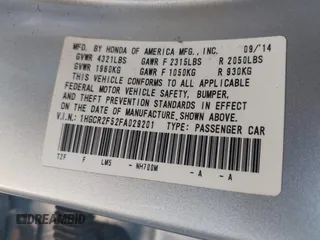 MFD. BY HONDA OF AMERICA MFG., INC. 09/14
GVWR 4321LBS GAWR F 2315LBS R 2050LBS
GVWR 1960KG GAWR F 1050KG R 930KG
THIS VEHICLE CONFORMS TO ALL APPLICABLE
FEDERAL MOTOR VEHICLE SAFETY, BUMPER,
AND THEFT PREVENTION STANDARDS IN EFFECT
ON THE DATE OF MANUFACTURE SHOWN ABOVE.
V.I.N: 1HGCR2F52FA029201 TYPE: PASSENGER CAR
T2F F LMS - NH700M - A - A
DREAMBID